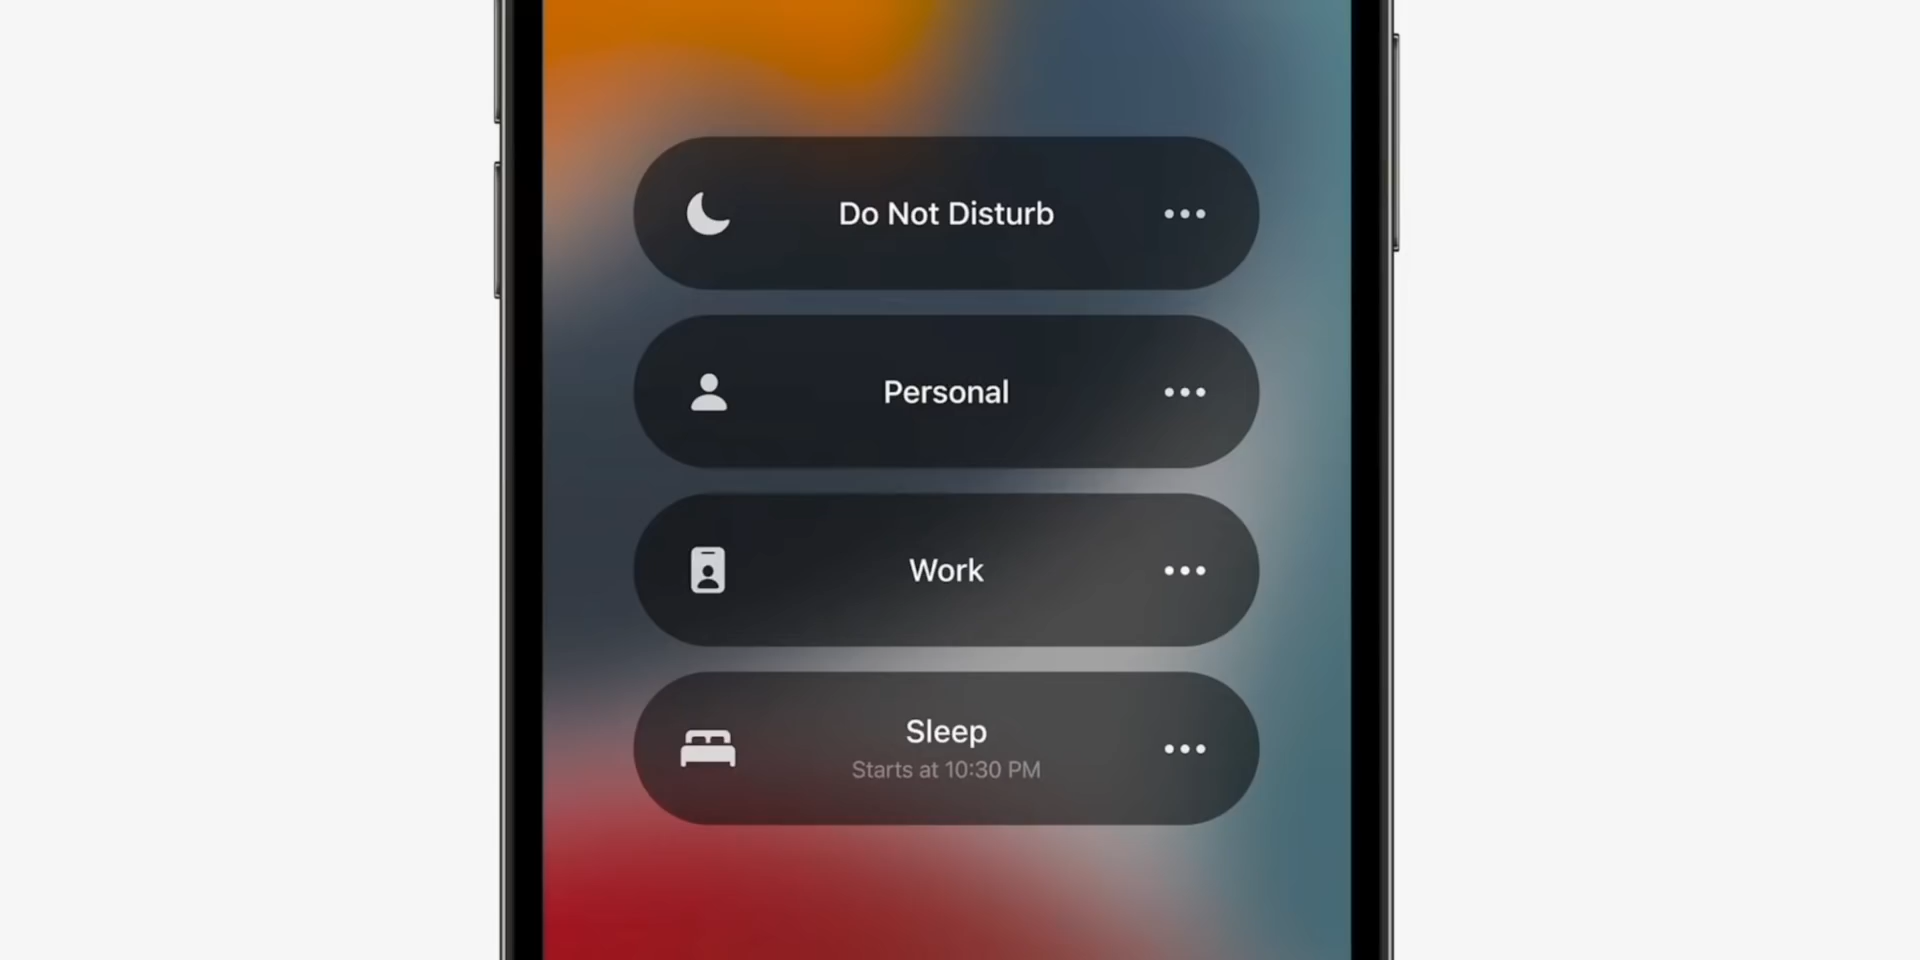 Do Not Disturb
Personal
Work
Sleep
Starts at 10:30 PM